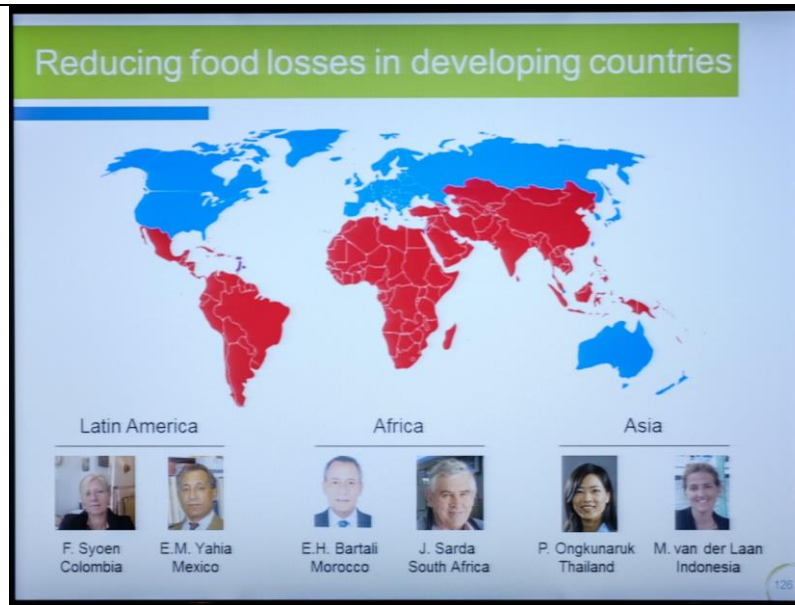 Reducing food losses in developing countries
Latin America
Africa
Asia
F. Syoen
Colombia
E.M. Yahia
Mexico
E.H. Bartali
Morocco
J. Sarda
South Africa
P. Ongkunaruk
Thailand
M. van der Laan
Indonesia
126